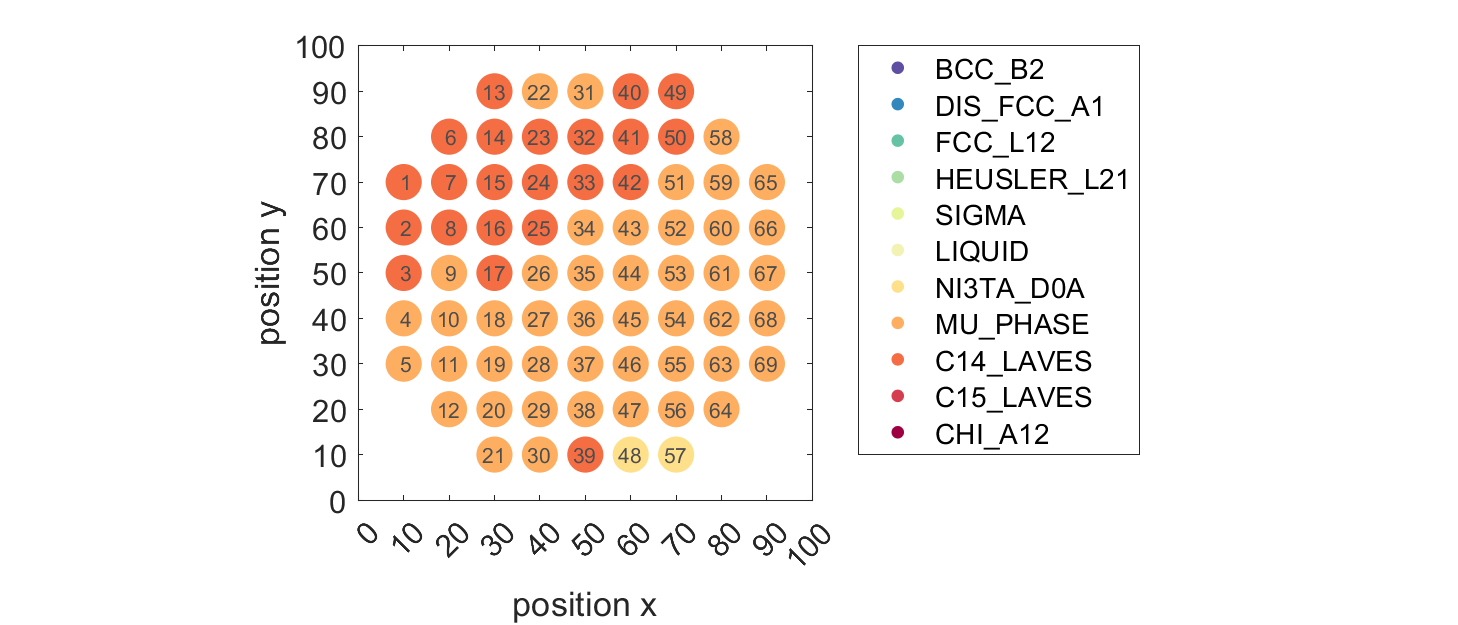 100
90
80
70
60
50
40
30
20
10
0
13 22 31 40 49
6 14 23 32 41 50 58
1 7 15 24 33 42 51 59 65
2 8 16 25 34 43 52 60 66
3 9 17 26 35 44 53 61 67
4 10 18 27 36 45 54 62 68
5 11 19 28 37 46 55 63 69
12 20 29 38 47 56 64
21 30 39 48 57
0 10 20 30 40 50 60 70 80 90 100
position x
position y
BCC_B2
DIS_FCC_A1
FCC_L12
HEUSLER_L21
SIGMA
LIQUID
NI3TA_D0A
MU_PHASE
C14_LAVES
C15_LAVES
CHI_A12